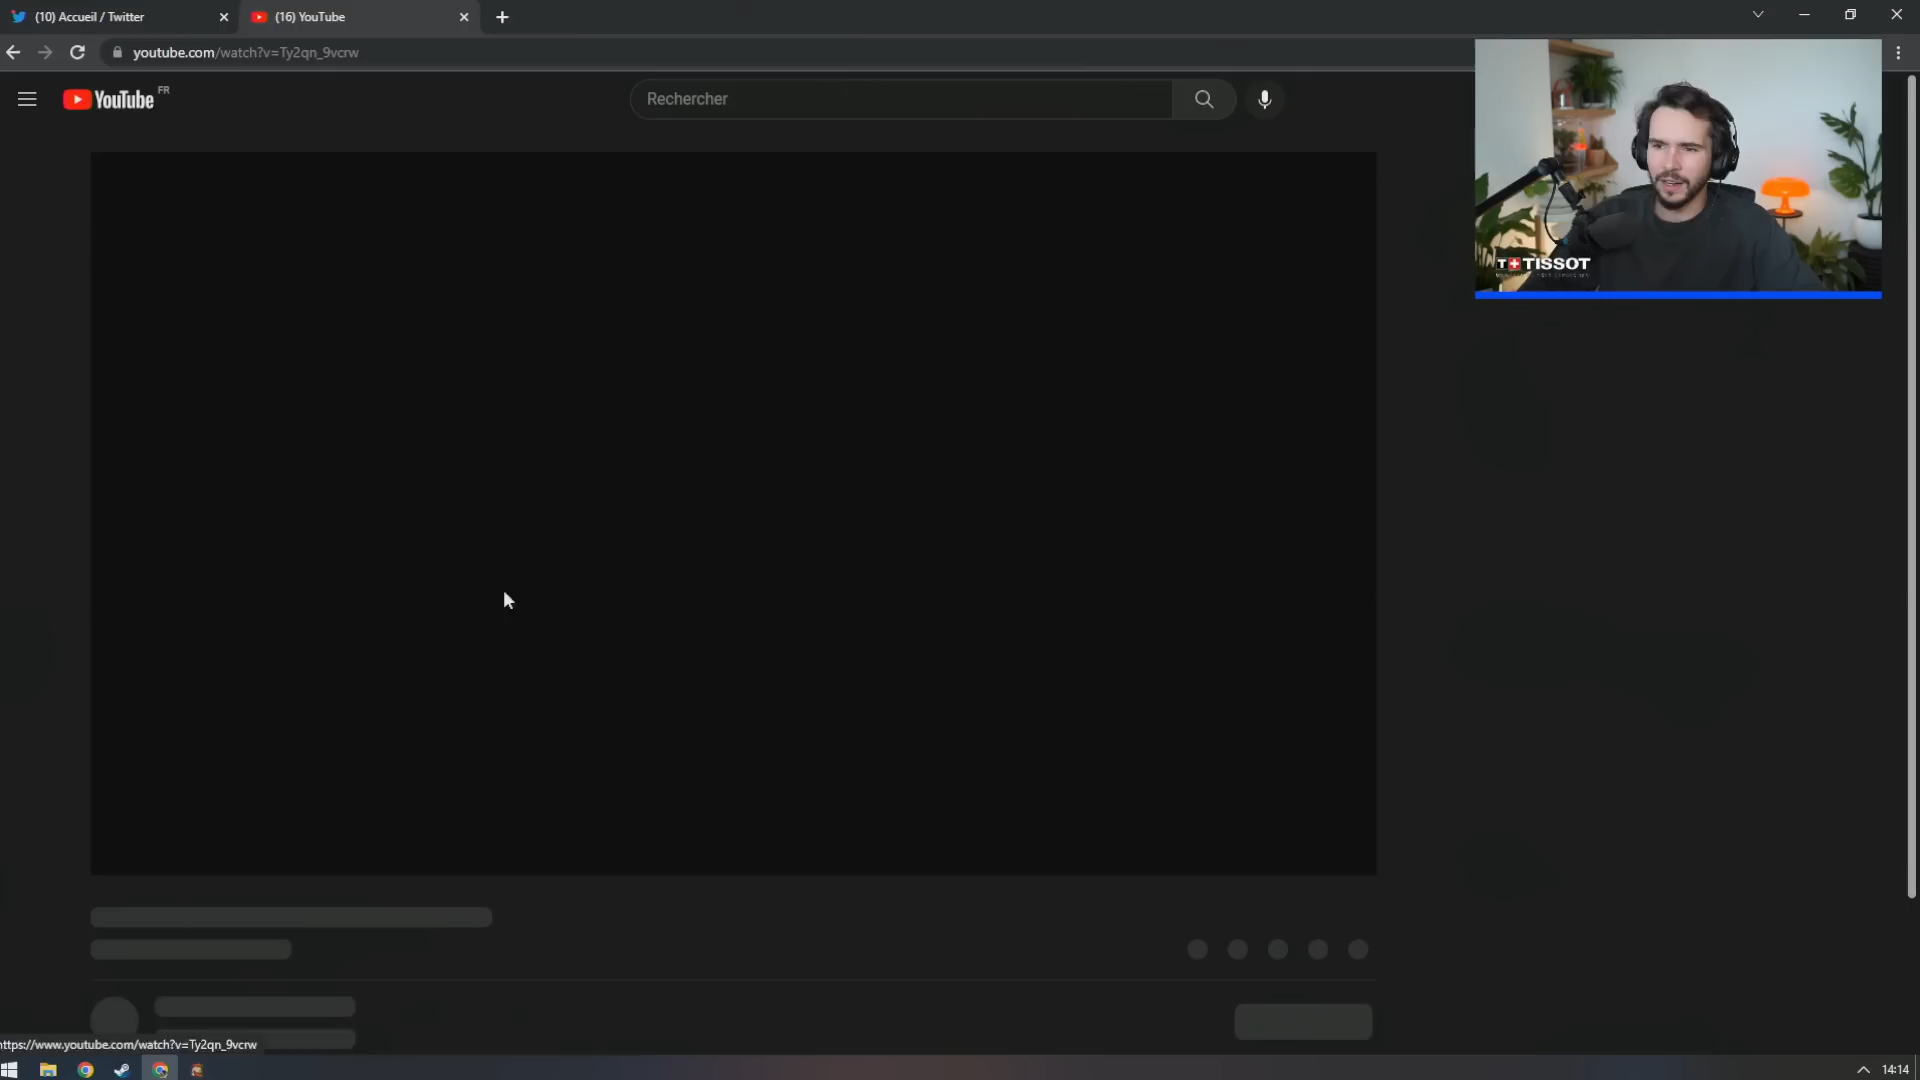 (10) Accueil / Twitter
(16) YouTube
youtube.com/watch?v=Ty2qn_9vcrw
YouTube FR
Rechercher
T+ TISSOT
https://www.youtube.com/watch?v=Ty2qn_9vcrw
14:14